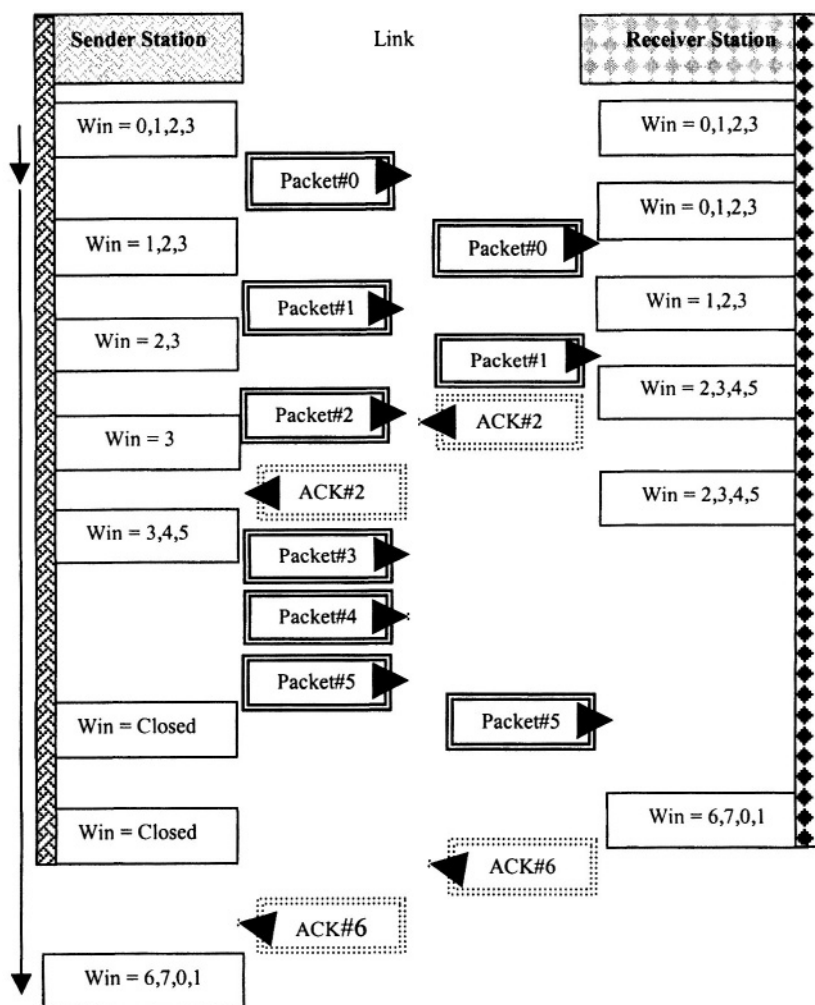 Sender Station
Link
Receiver Station
Win = 0,1,2,3
Win = 0,1,2,3
Packet#0
Win = 0,1,2,3
Win = 1,2,3
Packet#0
Packet#1
Win = 1,2,3
Win = 2,3
Packet#1
Win = 2,3,4,5
Packet#2
ACK#2
Win = 3
ACK#2
Win = 2,3,4,5
Win = 3,4,5
Packet#3
Packet#4
Packet#5
Win = Closed
Packet#5
Win = 6,7,0,1
Win = Closed
ACK#6
ACK#6
Win = 6,7,0,1